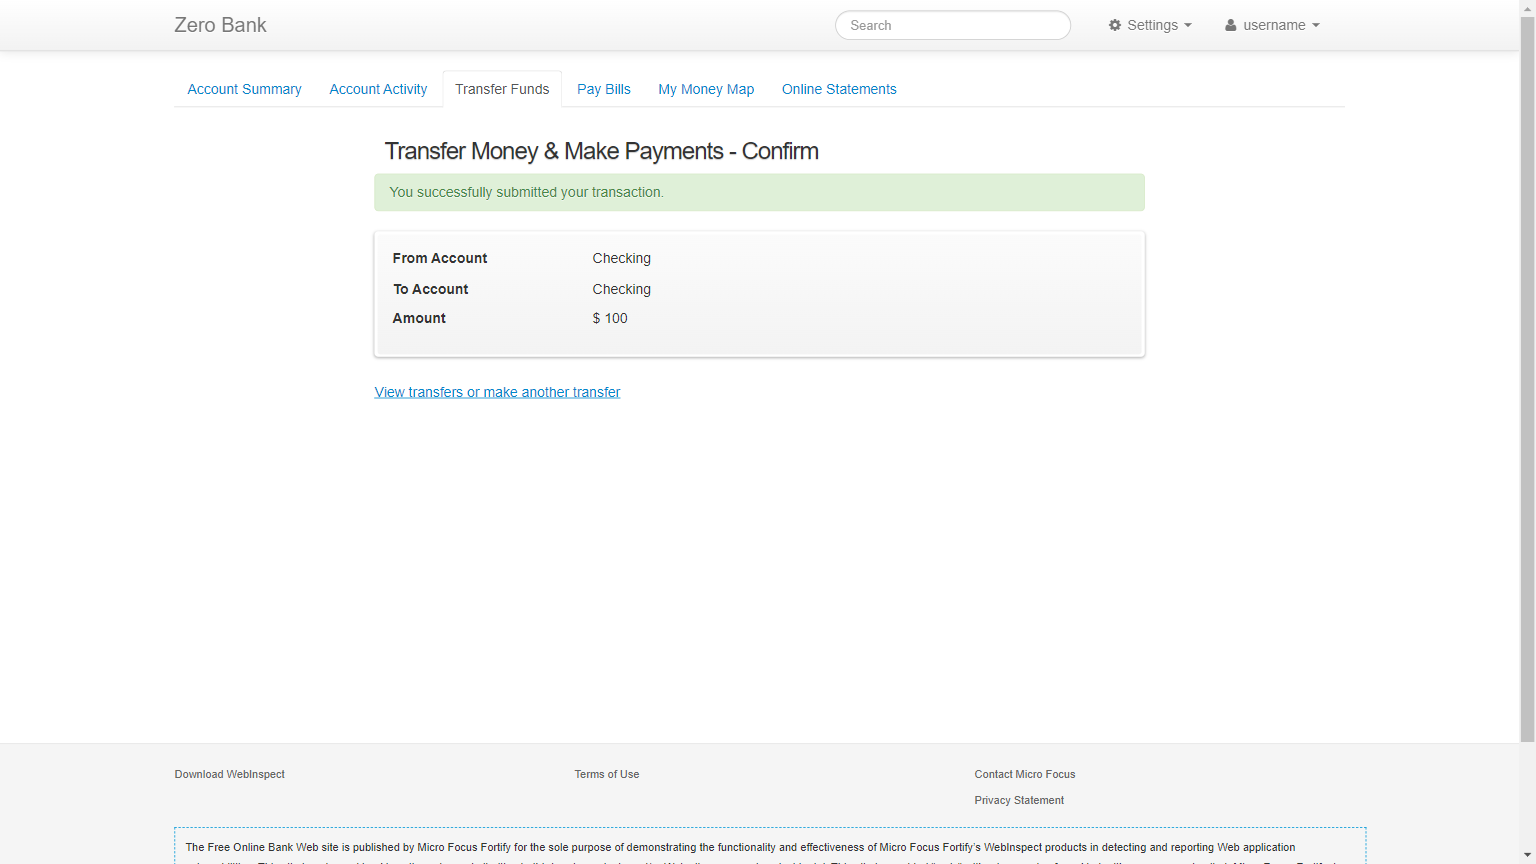 Zero Bank
Search
Settings
username
Account Summary
Account Activity
Transfer Funds
Pay Bills
My Money Map
Online Statements
Transfer Money & Make Payments - Confirm
You successfully submitted your transaction.
From Account Checking
To Account Checking
Amount $ 100
View transfers or make another transfer
Download WebInspect
Terms of Use
Contact Micro Focus
Privacy Statement
The Free Online Bank Web site is published by Micro Focus Fortify for the sole purpose of demonstrating the functionality and effectiveness of Micro Focus Fortify's WebInspect products in detecting and reporting Web application